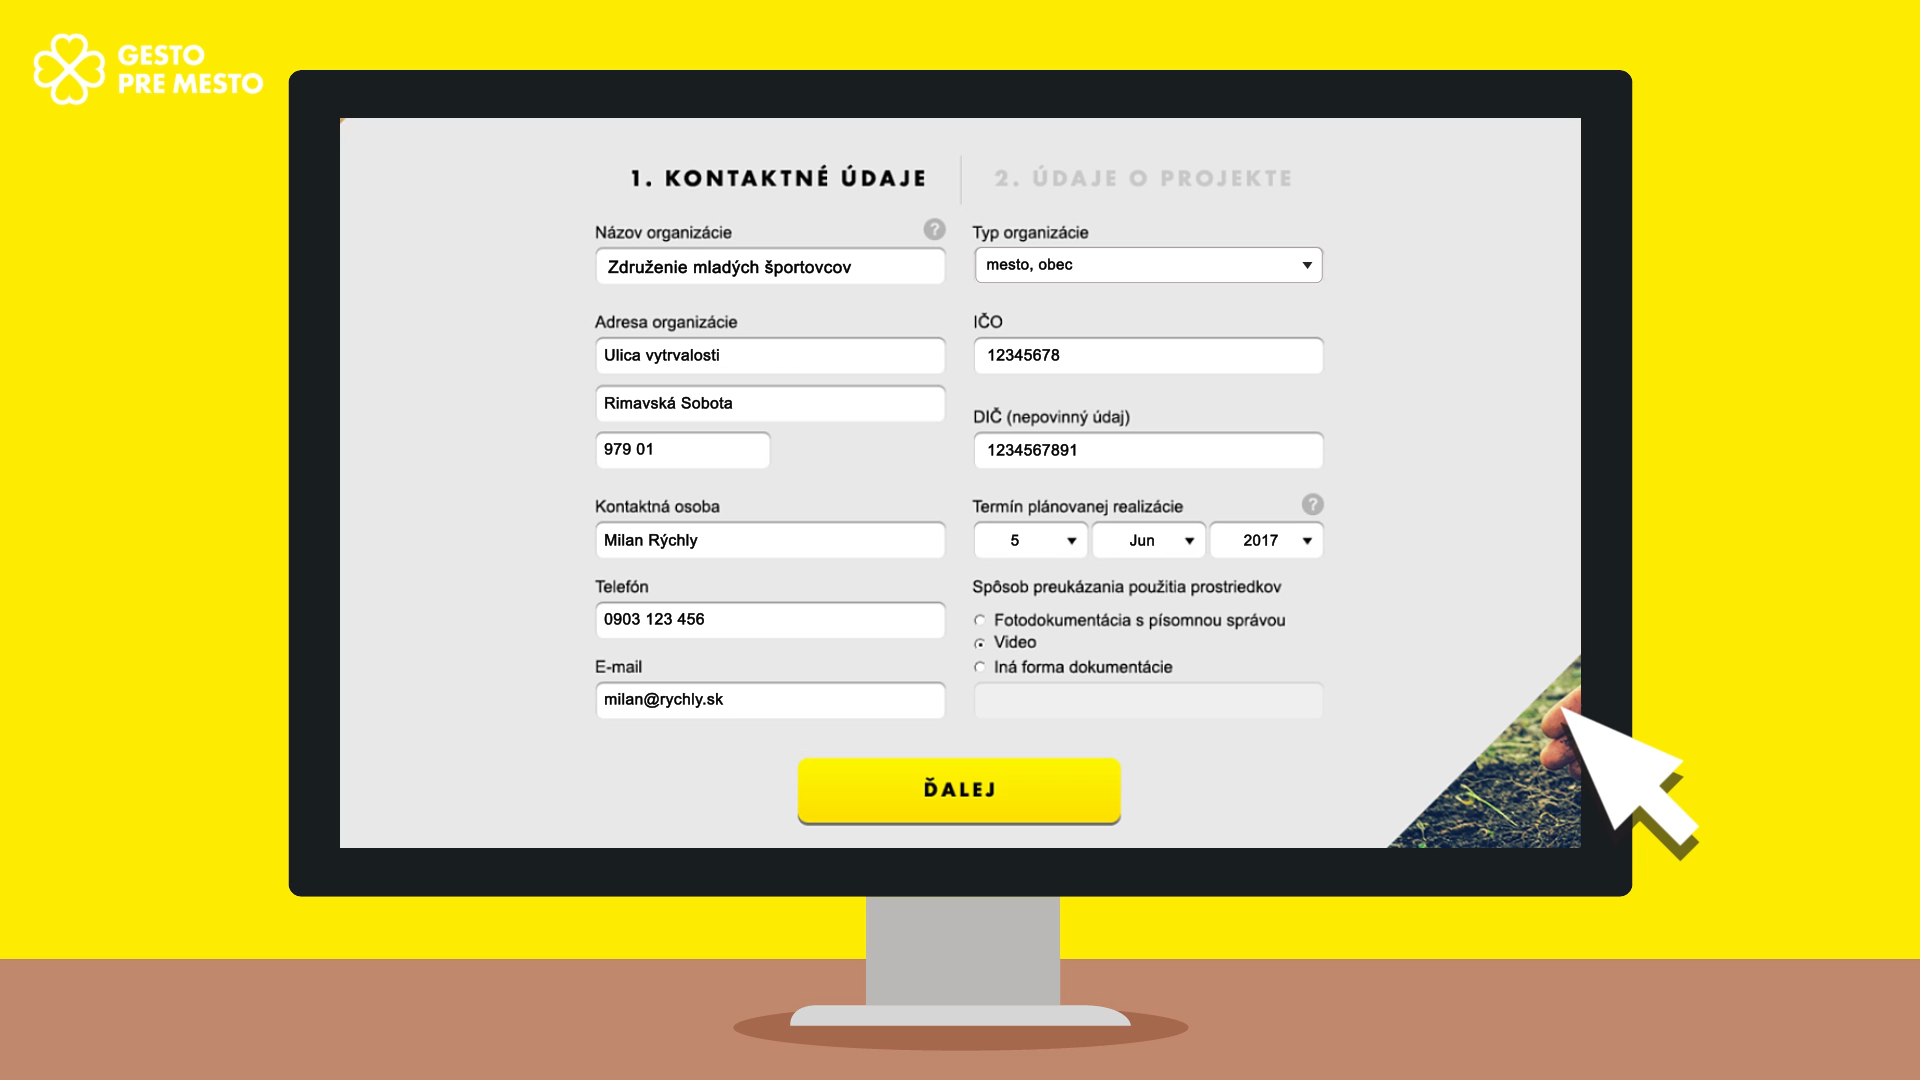 GESTO
PRE MESTO
1. KONTAKTNÉ ÚDAJE
2. ÚDAJE O PROJEKTE
Názov organizácie
?
Združenie mladých športovcov
Adresa organizácie
Ulica vytrvalosti
Rimavská Sobota
979 01
Kontaktná osoba
Milan Rýchly
Telefón
0903 123 456
E-mail
milan@rychly.sk
Typ organizácie
mesto, obec
IČO
12345678
DIČ (nepovinný údaj)
1234567891
Termín plánovanej realizácie
?
5 Jun 2017
Spôsob preukázania použitia prostriedkov
Fotodokumentácia s písomnou správou
Video
Iná forma dokumentácie
ĎALEJ